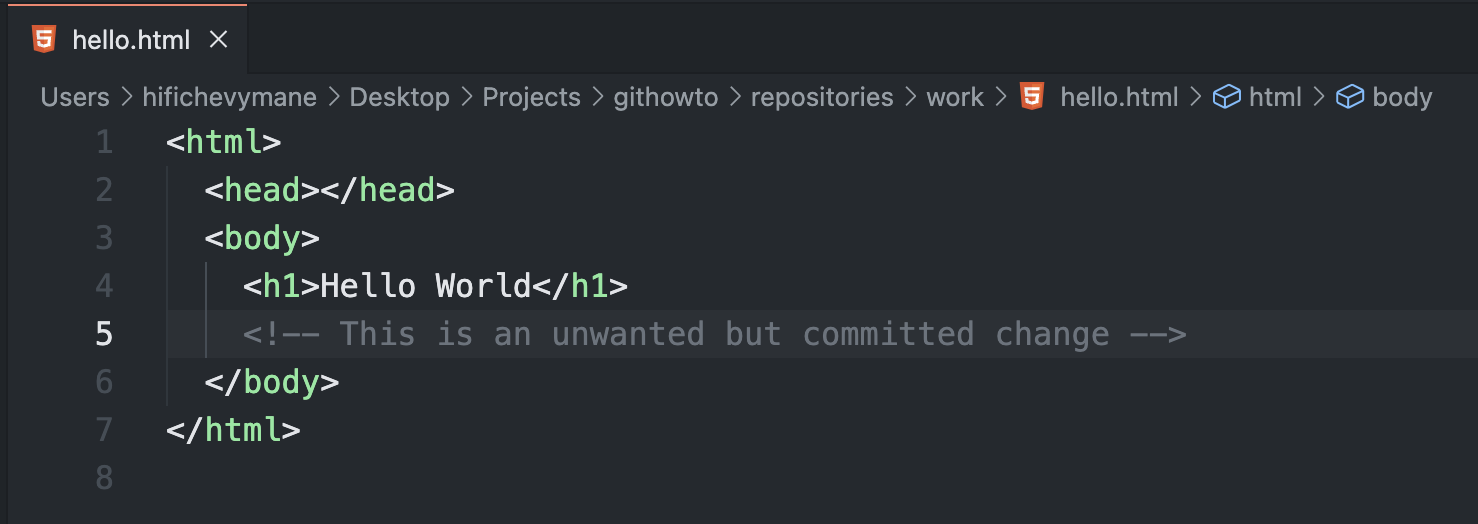 hello.html ×
Users > hifichevymane > Desktop > Projects > githowto > repositories > work > hello.html > html > body
1 <html>
2   <head></head>
3   <body>
4     <h1>Hello World</h1>
5     <!-- This is an unwanted but committed change -->
6   </body>
7 </html>
8